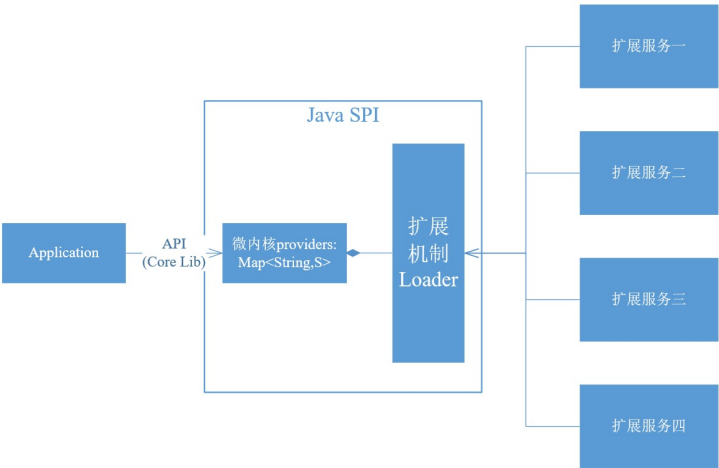 Java SPI
Application
API
(Core Lib)
微内核providers:
Map<String,S>
扩展
机制
Loader
扩展服务一
扩展服务二
扩展服务三
扩展服务四